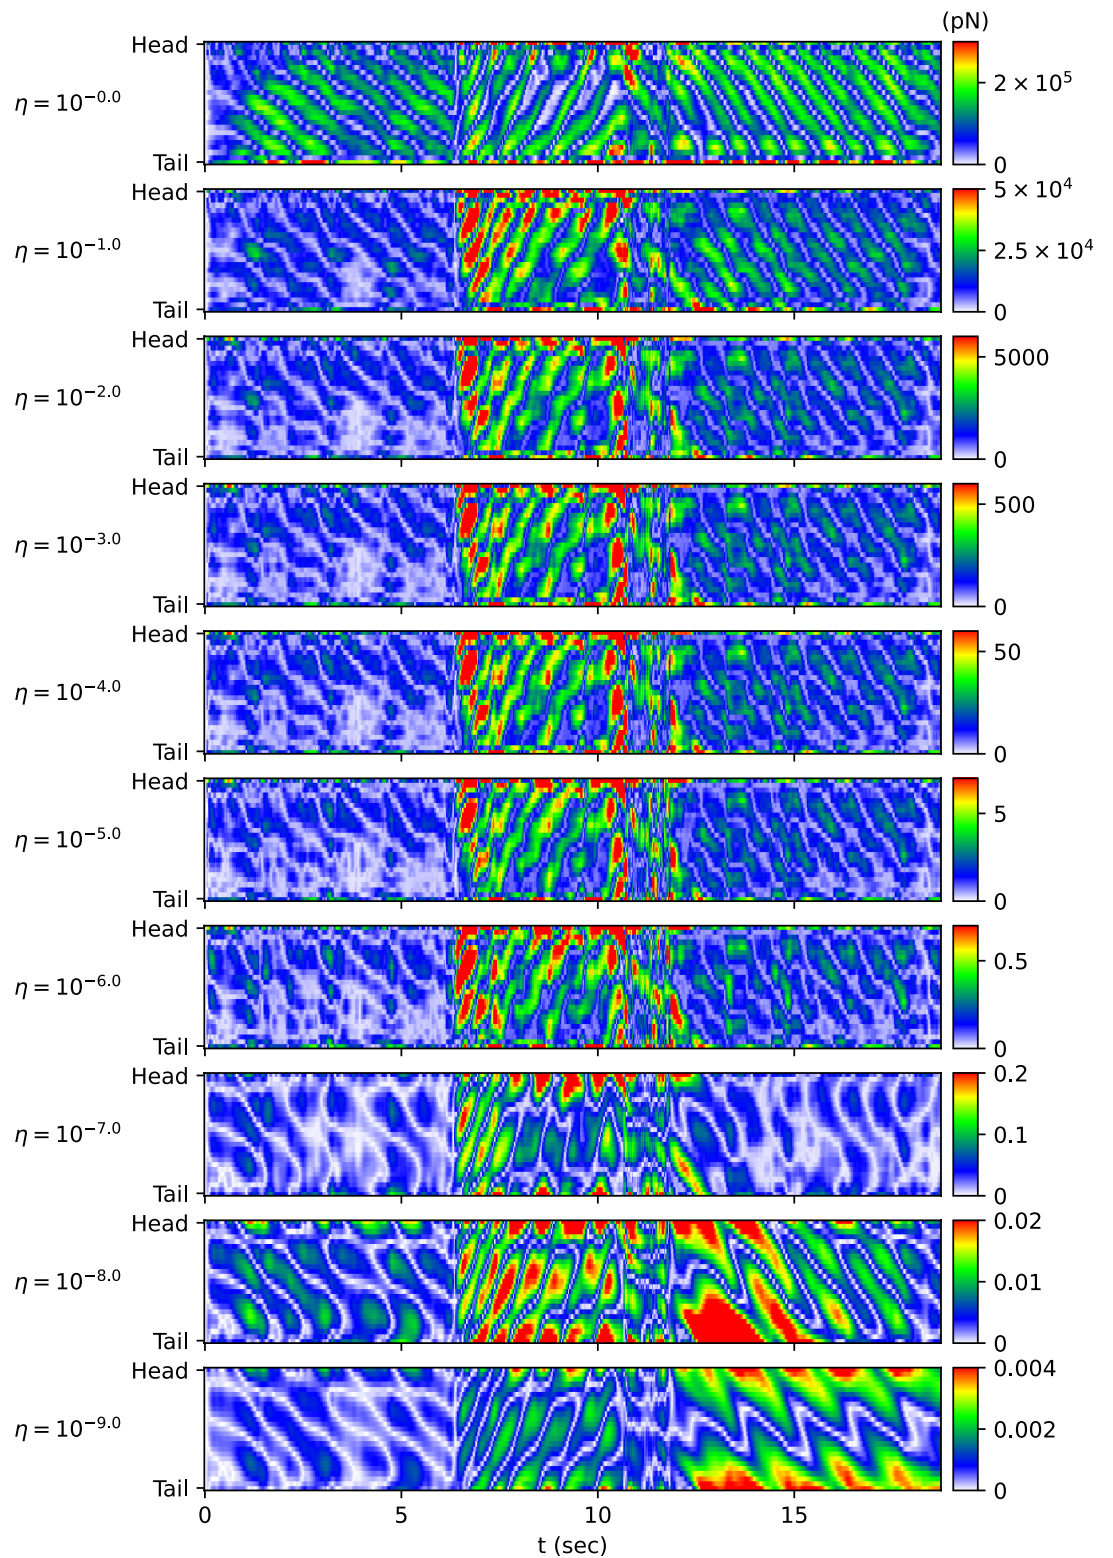 (pN)
Head
η = 10^−0.0
Tail
2 × 10^5
0
Head
η = 10^−1.0
Tail
5 × 10^4
2.5 × 10^4
0
Head
η = 10^−2.0
Tail
5000
0
Head
η = 10^−3.0
Tail
500
0
Head
η = 10^−4.0
Tail
50
0
Head
η = 10^−5.0
Tail
5
0
Head
η = 10^−6.0
Tail
0.5
0
Head
η = 10^−7.0
Tail
0.2
0.1
0
Head
η = 10^−8.0
Tail
0.02
0.01
0
Head
η = 10^−9.0
Tail
0.004
0.002
0
0 5 10 15
t (sec)